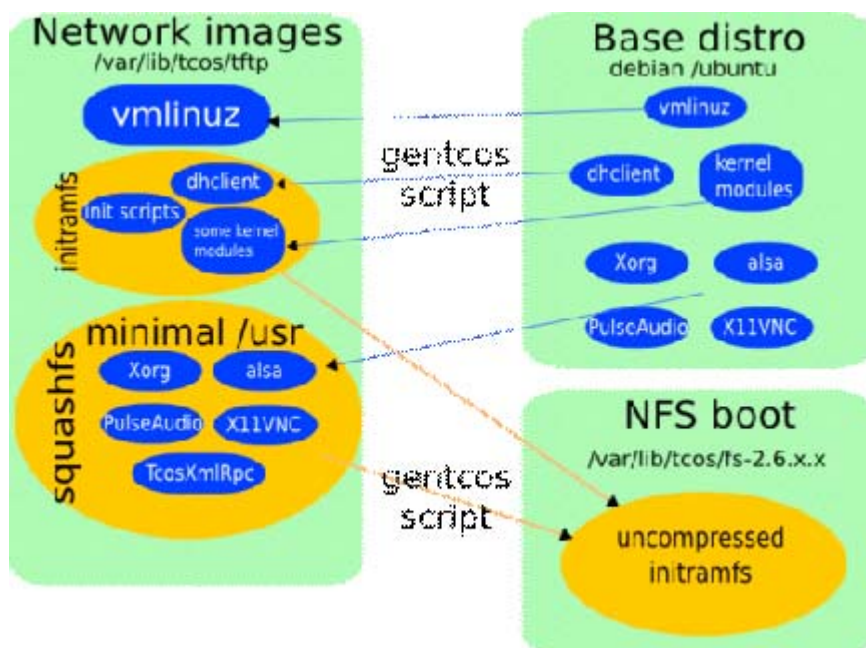 Network images
/var/lib/tcos/tftp
vmlinuz
initramfs
dhclient
init scripts
some kernel
modules
squashfs
minimal /usr
Xorg
alsa
PulseAudio
X11VNC
TcosXmlRpc
gentcos
script
gentcos
script
Base distro
debian /ubuntu
vmlinuz
dhclient
kernel
modules
Xorg
alsa
PulseAudio
X11VNC
NFS boot
/var/lib/tcos/fs-2.6.x.x
uncompressed
initramfs